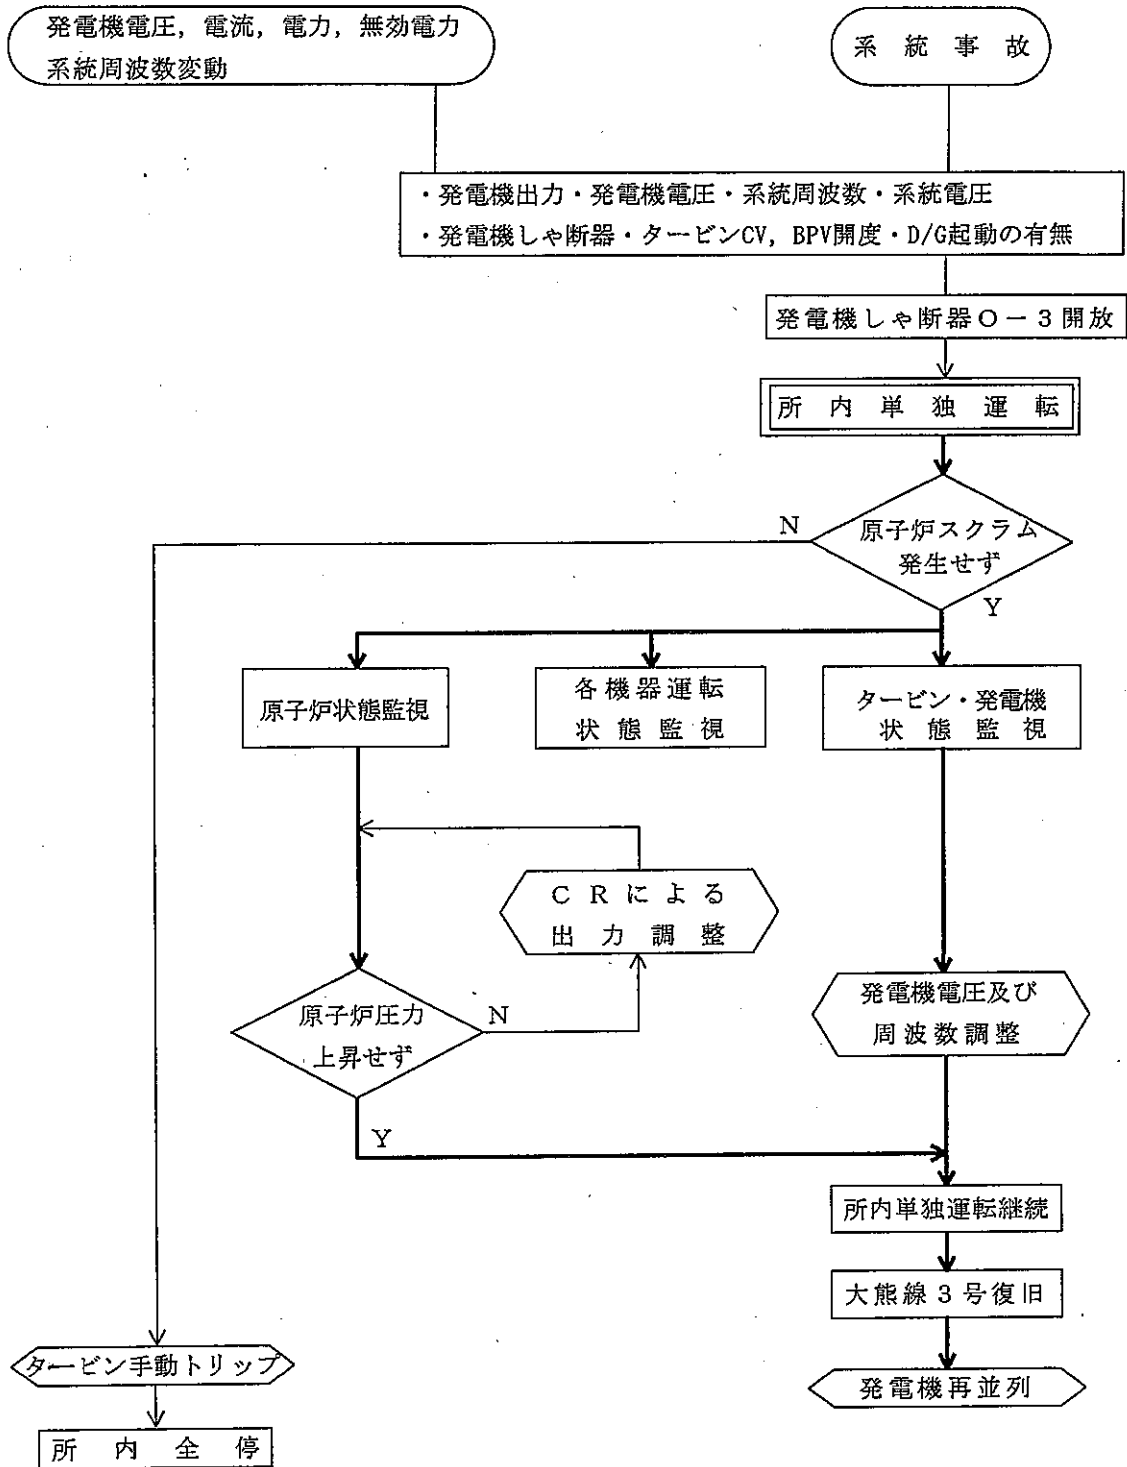 発電機電圧，電流，電力，無効電力
系統周波数変動
系統事故
・発電機出力・発電機電圧・系統周波数・系統電圧
・発電機しゃ断器・タービンCV, BPV開度・D/G起動の有無
発電機しゃ断器O－3開放
所内単独運転
原子炉スクラム
発生せず
N
Y
原子炉状態監視
各機器運転
状態監視
タービン・発電機
状態監視
CRによる
出力調整
原子炉圧力
上昇せず
N
Y
発電機電圧及び
周波数調整
所内単独運転継続
大熊線3号復旧
タービン手動トリップ
発電機再並列
所内全停